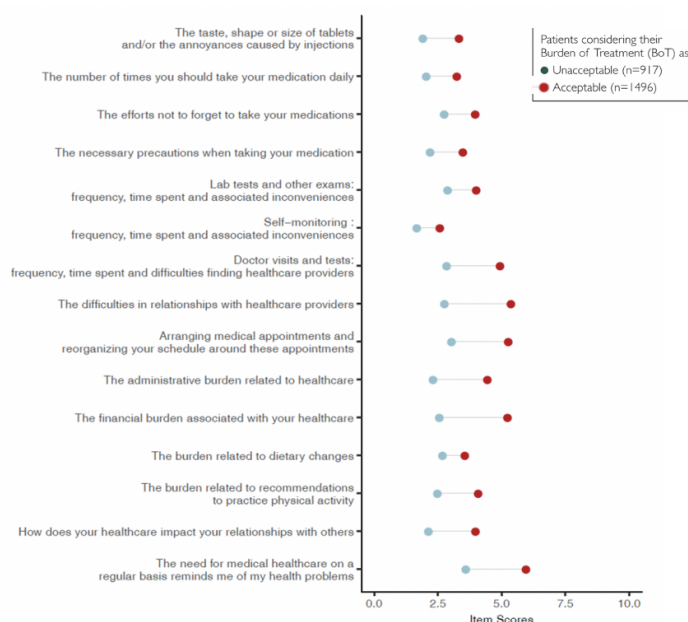 The taste, shape or size of tablets
and/or the annoyances caused by injections
The number of times you should take your medication daily
The efforts not to forget to take your medications
The necessary precautions when taking your medication
Lab tests and other exams:
frequency, time spent and associated inconveniences
Self−monitoring :
frequency, time spent and associated inconveniences
Doctor visits and tests:
frequency, time spent and difficulties finding healthcare providers
The difficulties in relationships with healthcare providers
Arranging medical appointments and
reorganizing your schedule around these appointments
The administrative burden related to healthcare
The financial burden associated with your healthcare
The burden related to dietary changes
The burden related to recommendations
to practice physical activity
How does your healthcare impact your relationships with others
The need for medical healthcare on a
regular basis reminds me of my health problems
Patients considering their
Burden of Treatment (BoT) as
Unacceptable (n=917)
Acceptable (n=1496)
0.0 2.5 5.0 7.5 10.0
Item Scores